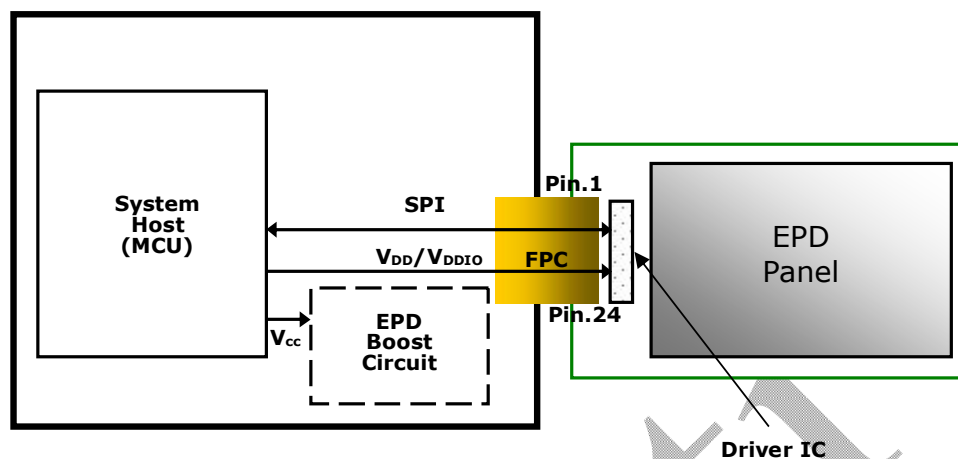 System
Host
(MCU)
SPI
VDD/VDDIO
Vcc
EPD
Boost
Circuit
Pin.1
FPC
Pin.24
EPD
Panel
Driver IC